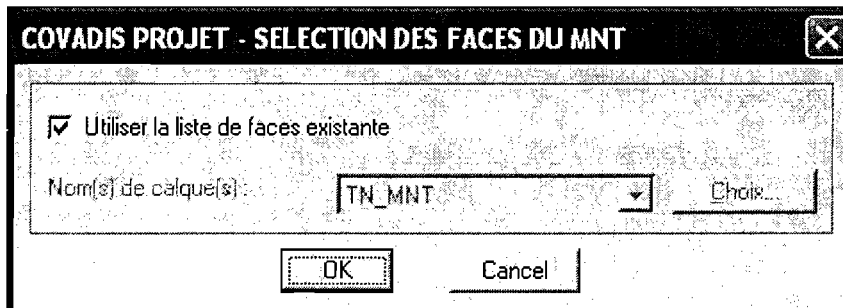 COVADIS PROJET - SELECTION DES FACES DU MNT
Utiliser la liste de faces existante
Nom(s) de calque(s) : TN_MNT Choix...
OK Cancel